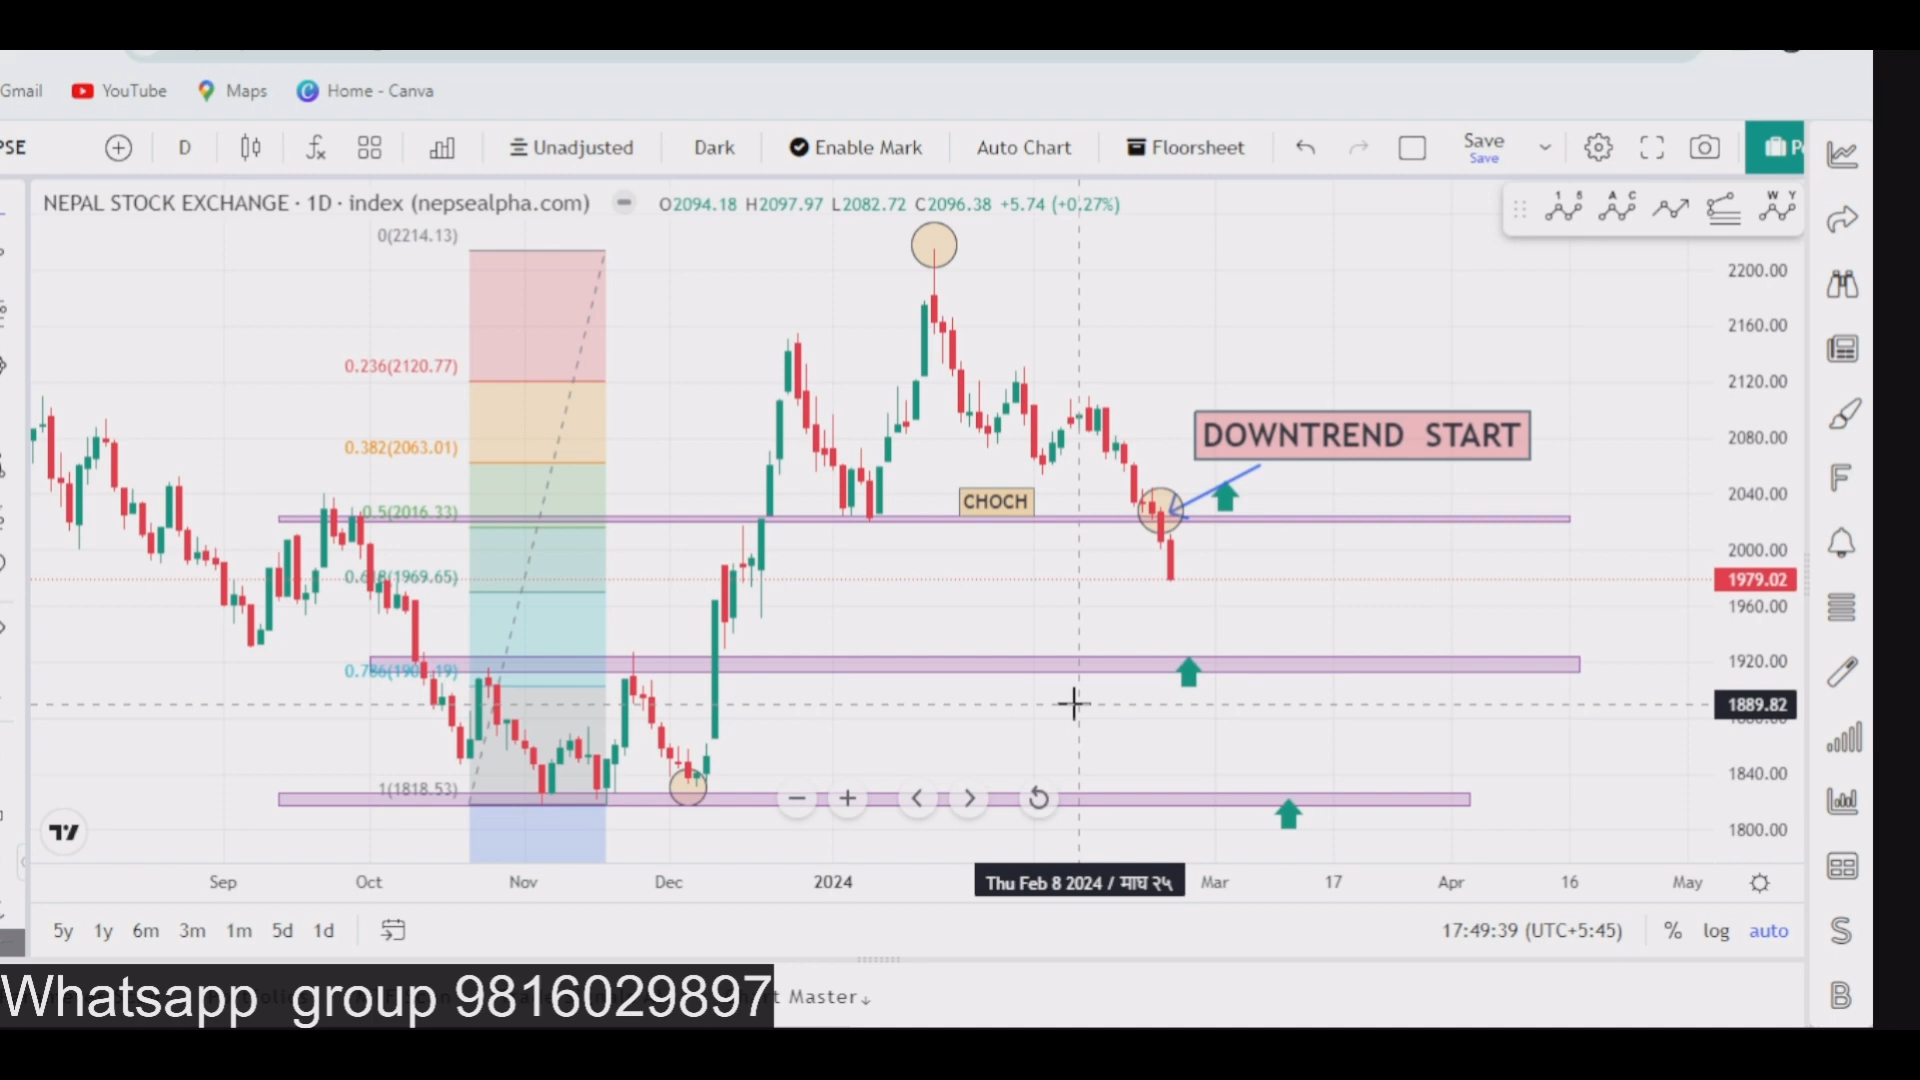 Gmail YouTube Maps Home - Canva
PSE D Unadjusted Dark Enable Mark Auto Chart Floorsheet Save
Save
NEPAL STOCK EXCHANGE · 1D · index (nepsealpha.com) O2094.18 H2097.97 L2082.72 C2096.38 +5.74 (+0.27%)
0(2214.13)
2200.00
2160.00
0.236(2120.77)
2120.00
DOWNTREND START
2080.00
0.382(2063.01)
2040.00
CHOCH
0.5(2016.33)
2000.00
0.618(1969.65)
1979.02
1960.00
1920.00
1889.82
1840.00
1(1818.53)
1800.00
Sep Oct Nov Dec 2024 Thu Feb 8 2024 / माघ २५ Mar 17 Apr 16 May
5y 1y 6m 3m 1m 5d 1d 17:49:39 (UTC+5:45) % log auto
Whatsapp group 9816029897 Master